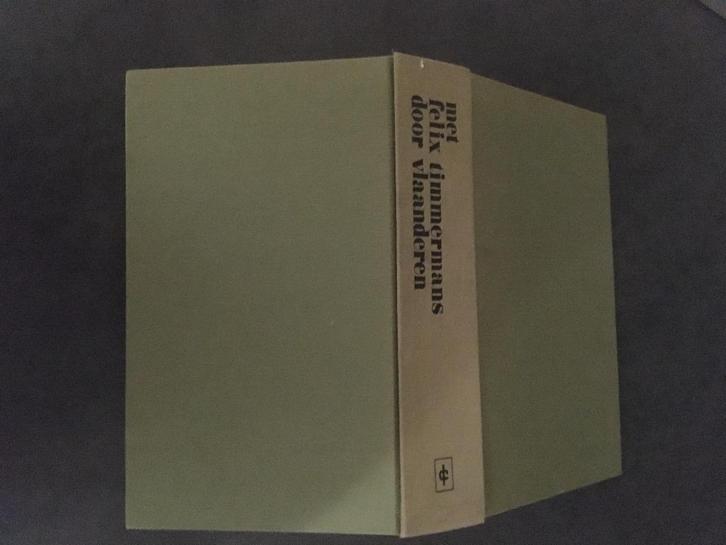 met
felix timmermans
door vlaanderen